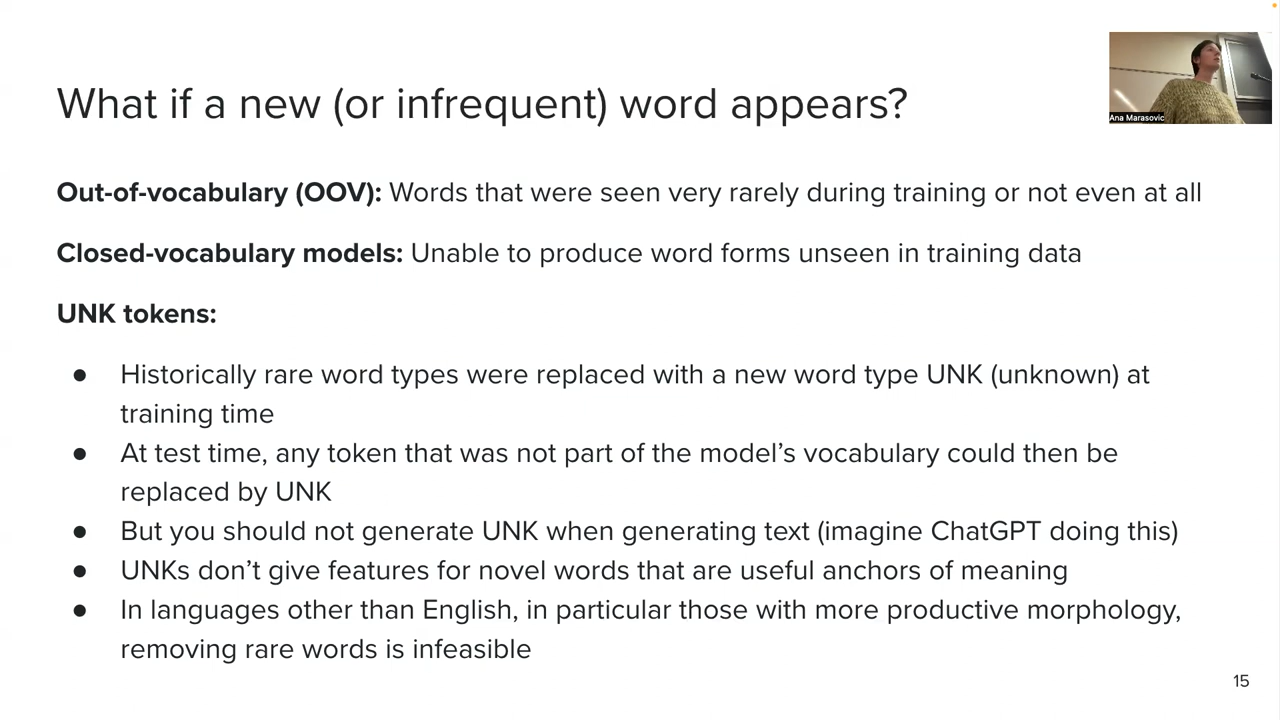 What if a new (or infrequent) word appears?
Ana Marasovic
Out-of-vocabulary (OOV): Words that were seen very rarely during training or not even at all
Closed-vocabulary models: Unable to produce word forms unseen in training data
UNK tokens:
● Historically rare word types were replaced with a new word type UNK (unknown) at
training time
● At test time, any token that was not part of the model’s vocabulary could then be
replaced by UNK
● But you should not generate UNK when generating text (imagine ChatGPT doing this)
● UNKs don’t give features for novel words that are useful anchors of meaning
● In languages other than English, in particular those with more productive morphology,
removing rare words is infeasible
15